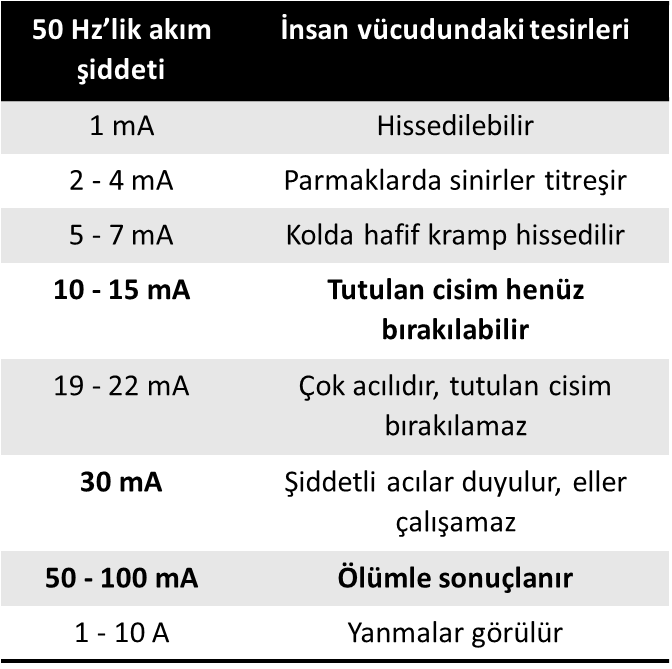 50 Hz’lik akım
şiddeti
İnsan vücudundaki tesirleri
1 mA
Hissedilebilir
2 - 4 mA
Parmaklarda sinirler titreşir
5 - 7 mA
Kolda hafif kramp hissedilir
10 - 15 mA
Tutulan cisim henüz
bırakılabilir
19 - 22 mA
Çok acılıdır, tutulan cisim
bırakılamaz
30 mA
Şiddetli acılar duyulur, eller
çalışamaz
50 - 100 mA
Ölümle sonuçlanır
1 - 10 A
Yanmalar görülür